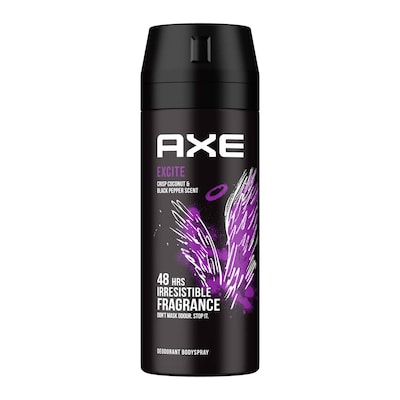 AXE
EXCITE
CRISP COCONUT &
BLACK PEPPER SCENT
48 HRS
IRRESISTIBLE
FRAGRANCE
DON'T MASK ODOUR, STOP IT.
DEODORANT BODYSPRAY